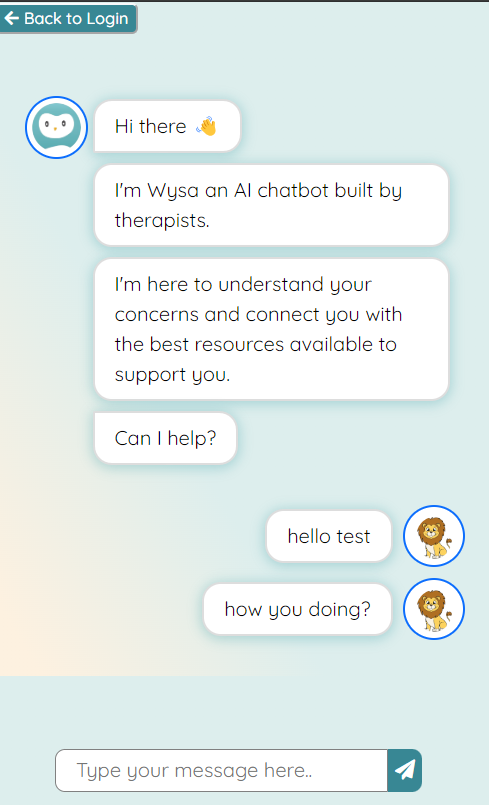 Back to Login
Hi there 👋
I'm Wysa an AI chatbot built by
therapists.
I'm here to understand your
concerns and connect you with
the best resources available to
support you.
Can I help?
hello test
how you doing?
Type your message here..